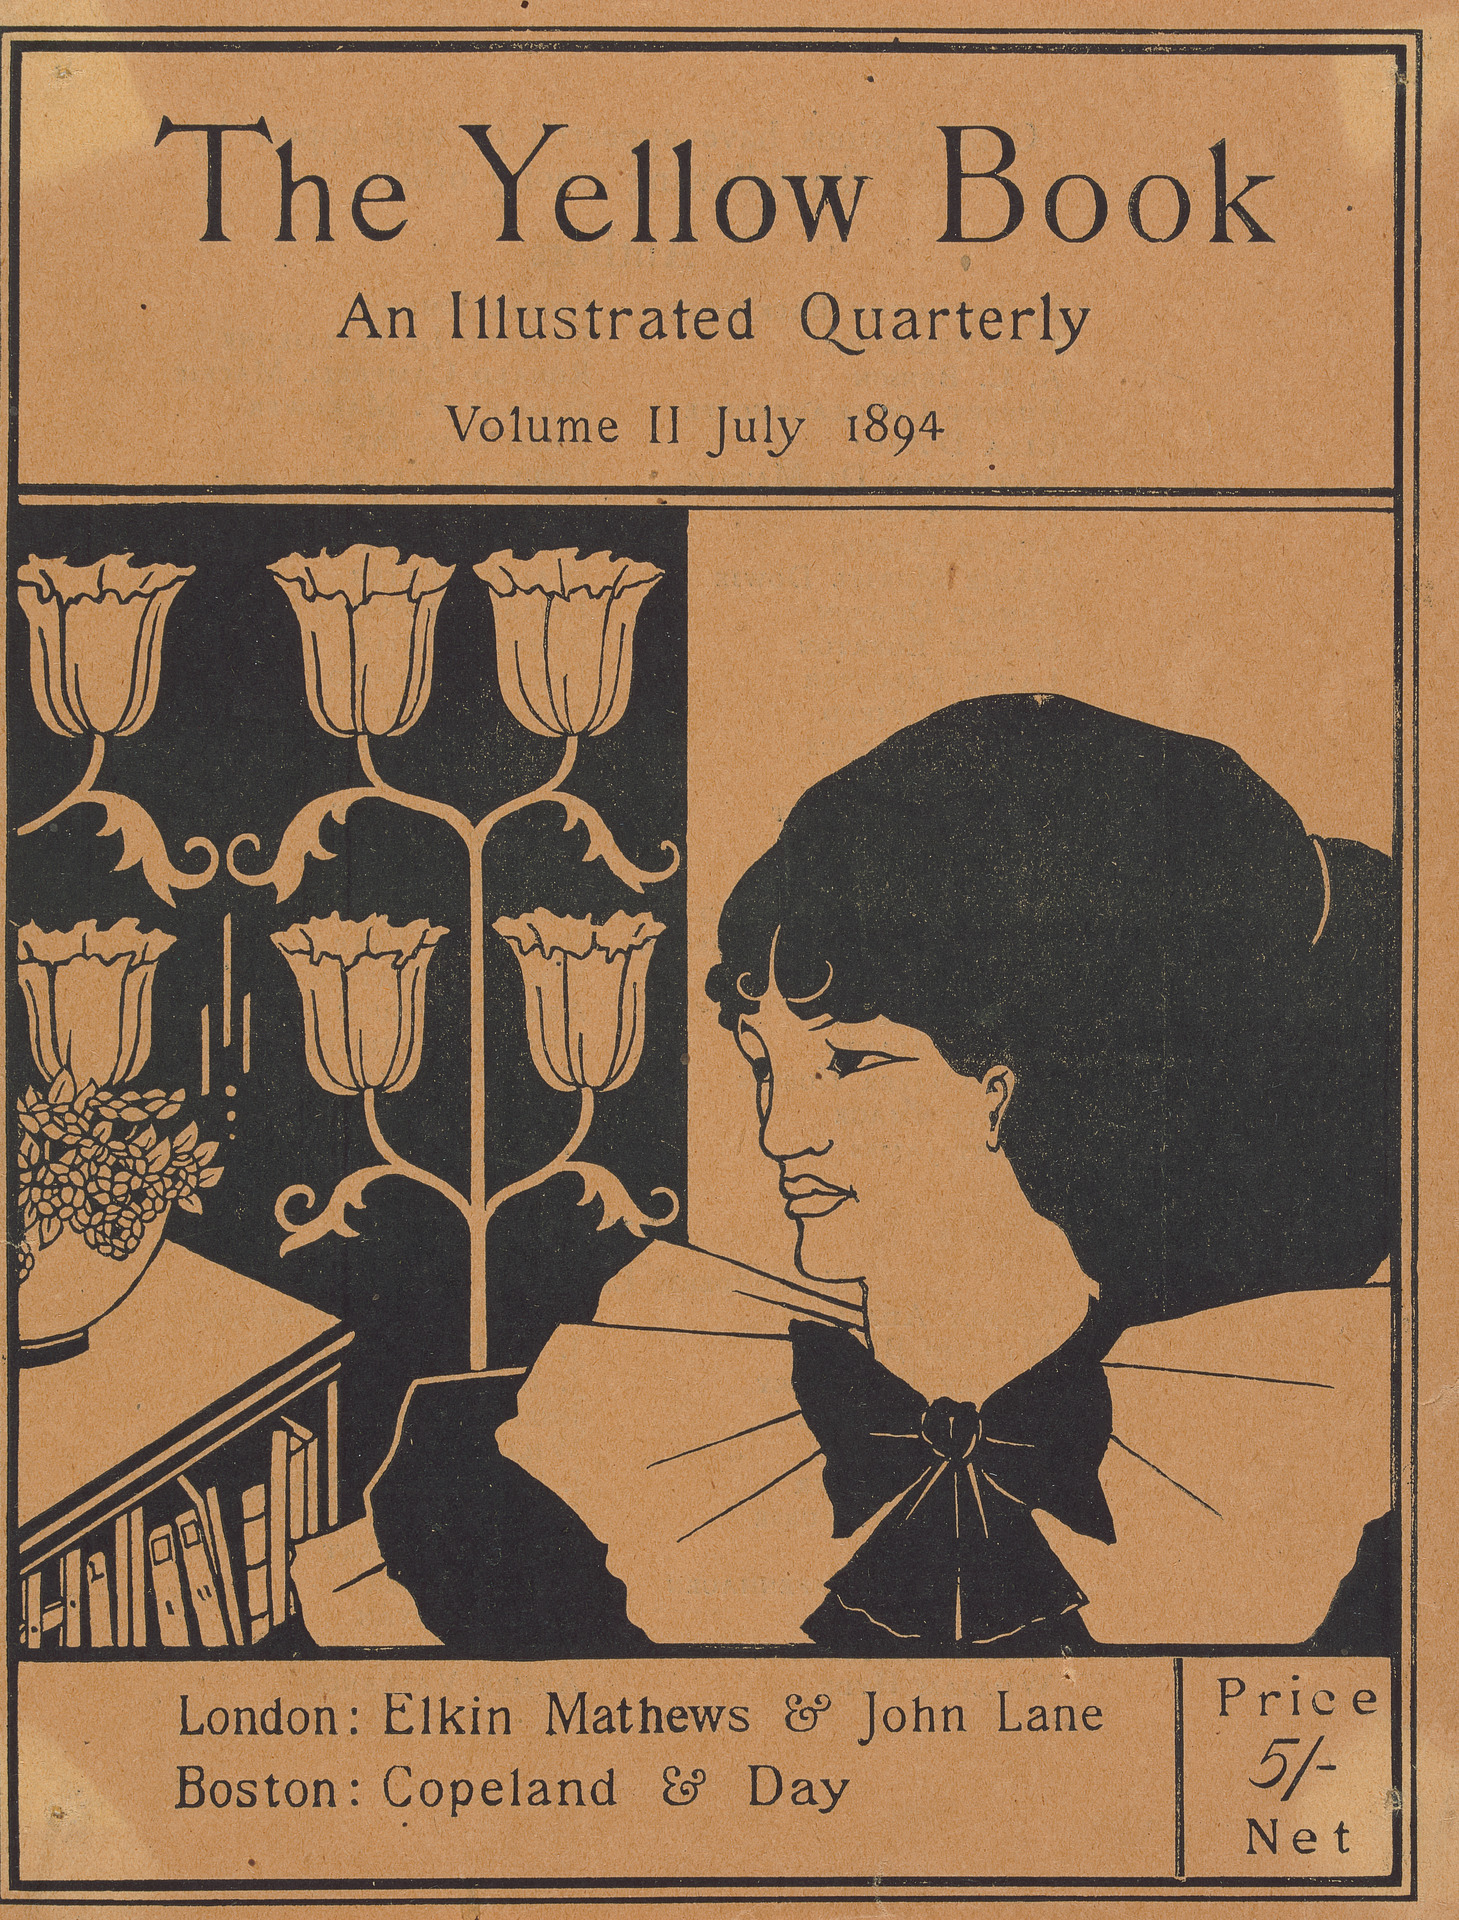 The Yellow Book
An Illustrated Quarterly
Volume II July 1894
London: Elkin Mathews & John Lane
Boston: Copeland & Day
Price
5/-
Net